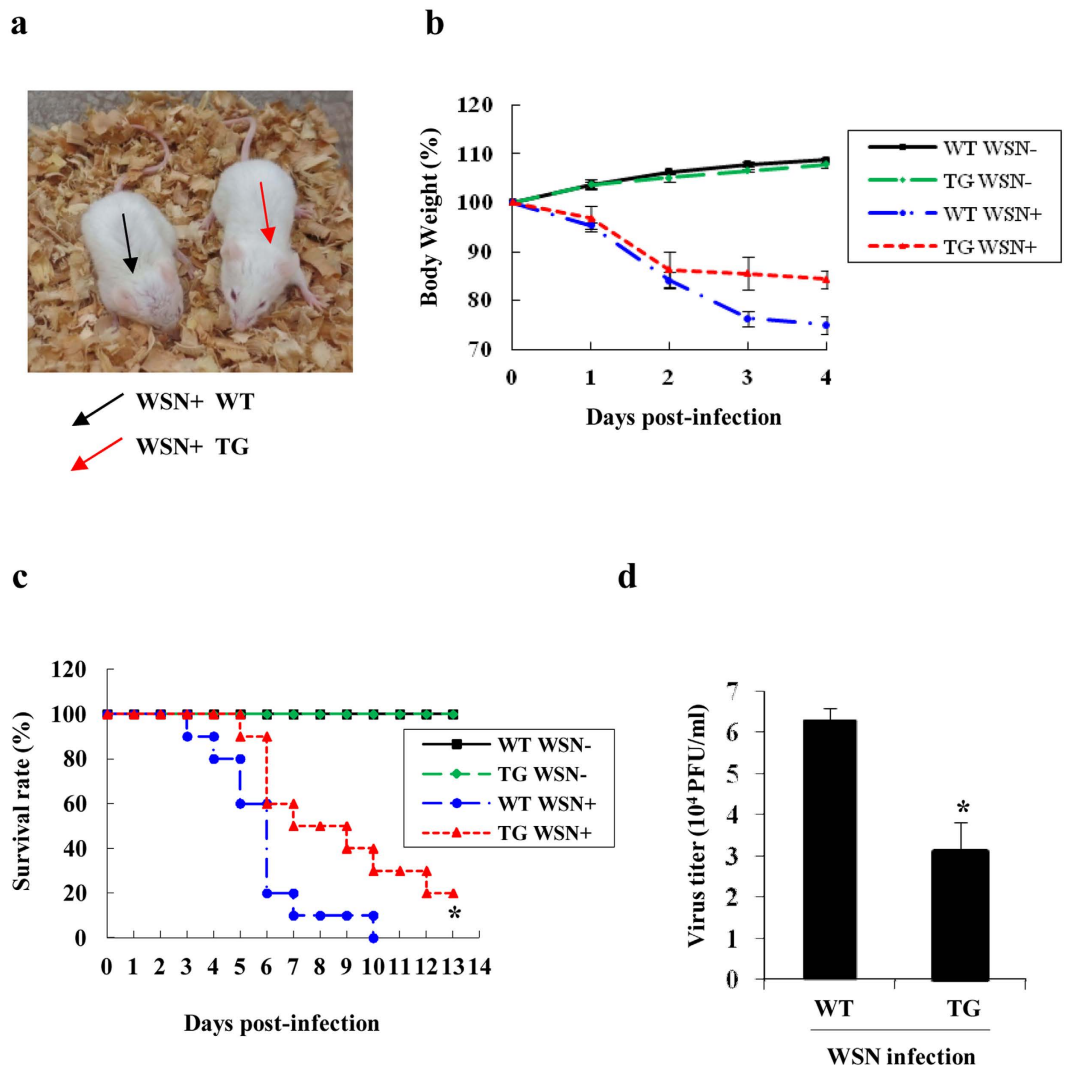 a
WSN+ WT
WSN+ TG
b
120
110
100
90
80
70
Body Weight (%)
0 1 2 3 4
Days post-infection
WT WSN-
TG WSN-
WT WSN+
TG WSN+
c
120
100
80
60
40
20
0
Survival rate (%)
0 1 2 3 4 5 6 7 8 9 10 11 12 13 14
Days post-infection
WT WSN-
TG WSN-
WT WSN+
TG WSN+
*
d
7
6
5
4
3
2
1
0
Virus titer (10⁴ PFU/ml)
*
WT TG
WSN infection